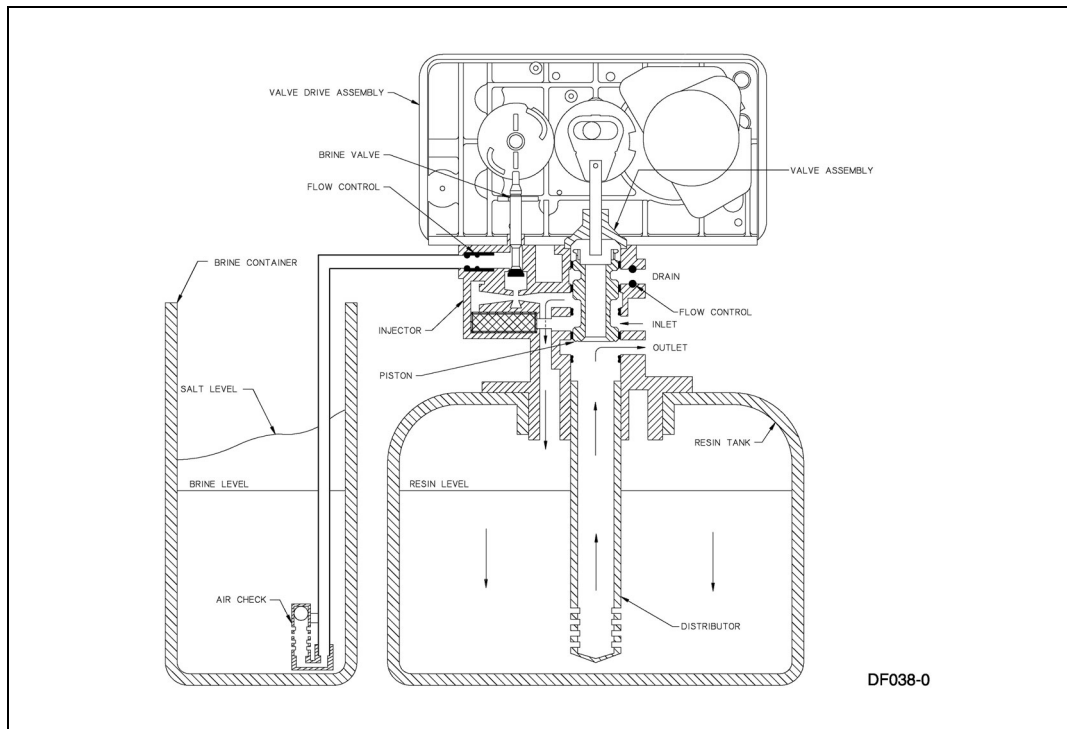 VALVE DRIVE ASSEMBLY
BRINE VALVE
VALVE ASSEMBLY
FLOW CONTROL
BRINE CONTAINER
DRAIN
FLOW CONTROL
INJECTOR
INLET
OUTLET
PISTON
SALT LEVEL
RESIN TANK
BRINE LEVEL
RESIN LEVEL
AIR CHECK
DISTRIBUTOR
DF038-0